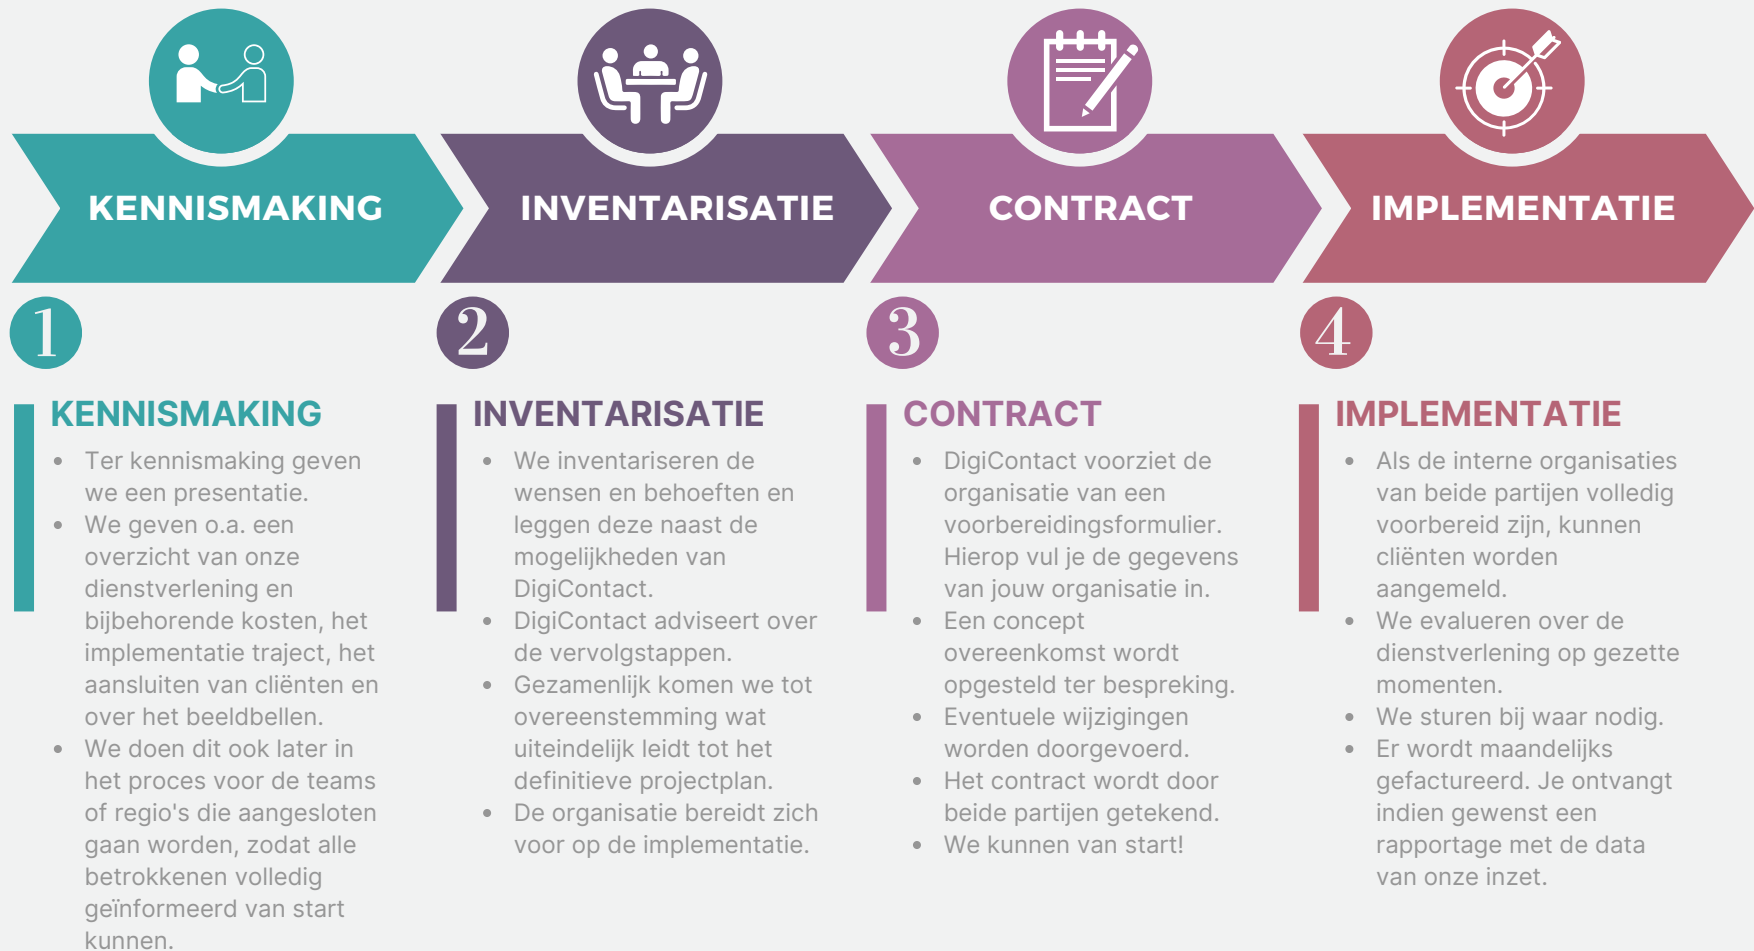 KENNISMAKING
INVENTARISATIE
CONTRACT
IMPLEMENTATIE
1
KENNISMAKING
• Ter kennismaking geven
we een presentatie.
• We geven o.a. een
overzicht van onze
dienstverlening en
bijbehorende kosten, het
implementatie traject, het
aansluiten van cliënten en
over het beeldbellen.
• We doen dit ook later in
het proces voor de teams
of regio's die aangesloten
gaan worden, zodat alle
betrokkenen volledig
geïnformeerd van start
kunnen.
2
INVENTARISATIE
• We inventariseren de
wensen en behoeften en
leggen deze naast de
mogelijkheden van
DigiContact.
• DigiContact adviseert over
de vervolgstappen.
• Gezamenlijk komen we tot
overeenstemming wat
uiteindelijk leidt tot het
definitieve projectplan.
• De organisatie bereidt zich
voor op de implementatie.
3
CONTRACT
• DigiContact voorziet de
organisatie van een
voorbereidingsformulier.
Hierop vul je de gegevens
van jouw organisatie in.
• Een concept
overeenkomst wordt
opgesteld ter bespreking.
• Eventuele wijzigingen
worden doorgevoerd.
• Het contract wordt door
beide partijen getekend.
• We kunnen van start!
4
IMPLEMENTATIE
• Als de interne organisaties
van beide partijen volledig
voorbereid zijn, kunnen
cliënten worden
aangemeld.
• We evalueren over de
dienstverlening op gezette
momenten.
• We sturen bij waar nodig.
• Er wordt maandelijks
gefactureerd. Je ontvangt
indien gewenst een
rapportage met de data
van onze inzet.